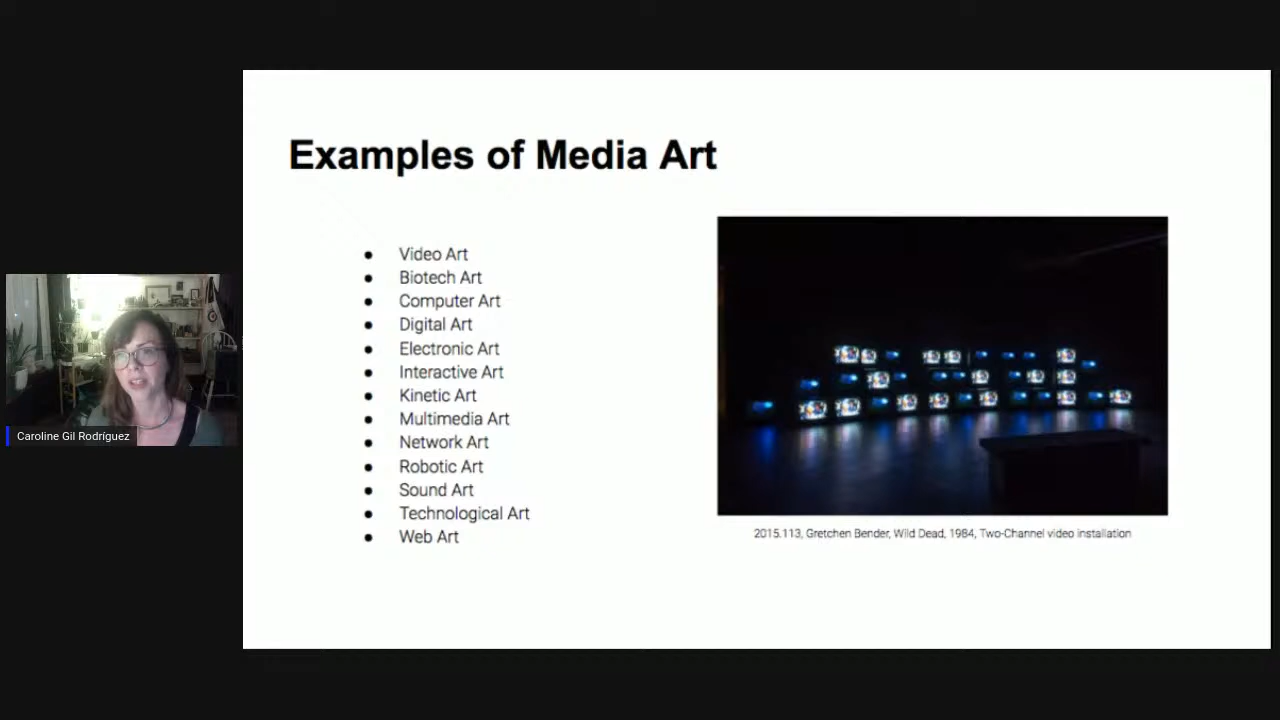 Examples of Media Art
● Video Art
● Biotech Art
● Computer Art
● Digital Art
● Electronic Art
● Interactive Art
● Kinetic Art
● Multimedia Art
● Network Art
● Robotic Art
● Sound Art
● Technological Art
● Web Art
2015.113, Gretchen Bender, Wild Dead, 1984, Two-Channel video installation
Caroline Gil Rodríguez